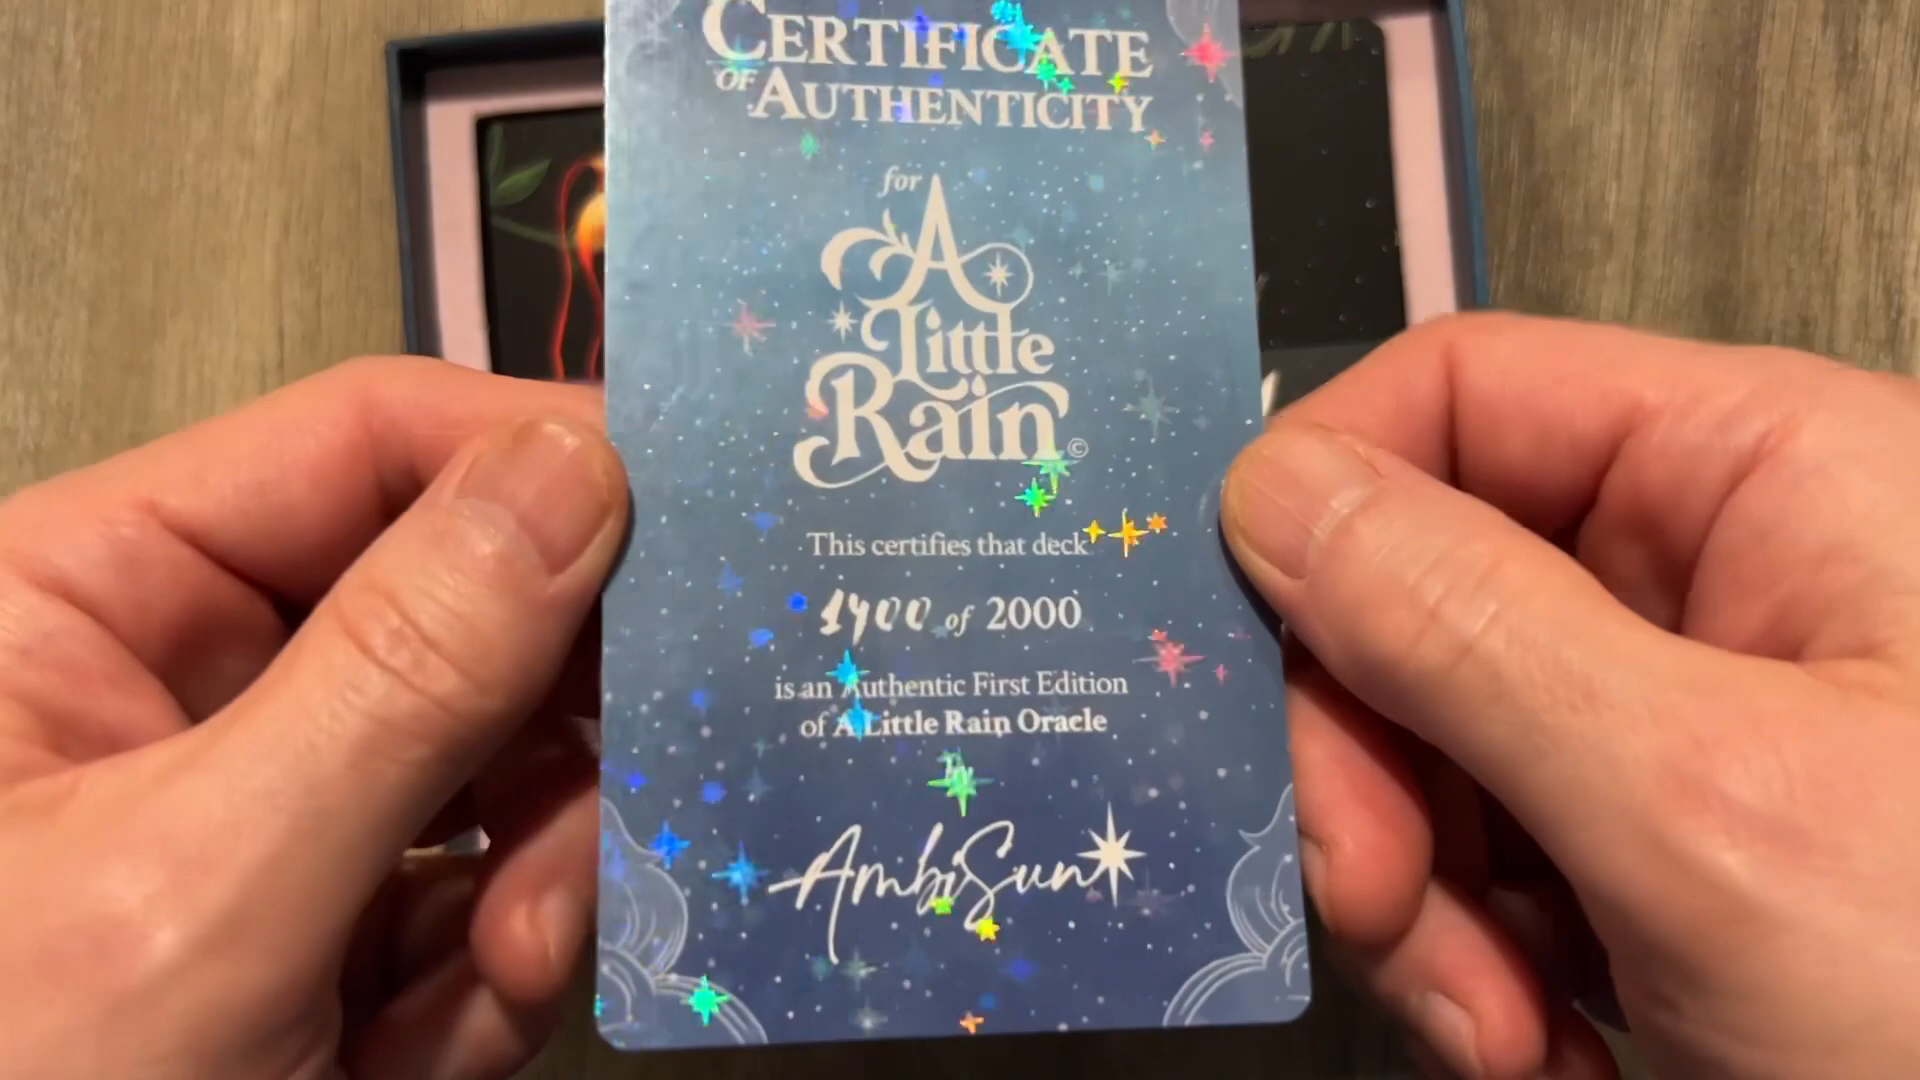 CERTIFICATE
OF AUTHENTICITY
for
A
Little
Rain©
This certifies that deck
1400 of 2000
is an Authentic First Edition
of A Little Rain Oracle
AmbiSun